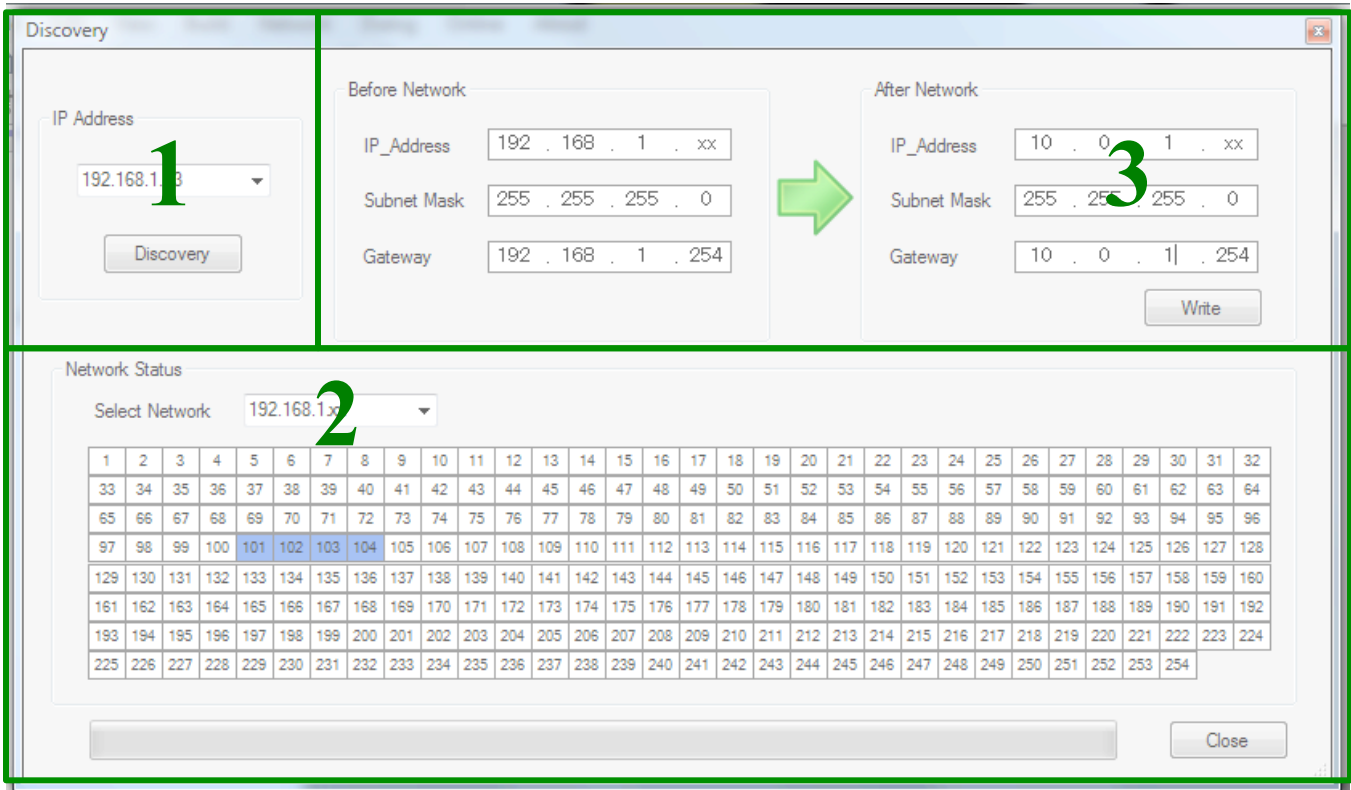 Discovery
IP Address
1
Discovery
Before Network
IP_Address 192 . 168 . 1 . xx
Subnet Mask 255 . 255 . 255 . 0
Gateway 192 . 168 . 1 . 254
After Network
3
IP_Address 10 . 0 . 1 . xx
Subnet Mask 255 . 255 . 255 . 0
Gateway 10 . 0 . 1 . 254
Write
Network Status
2
Select Network 192.168.1.x
1 2 3 4 5 6 7 8 9 10 11 12 13 14 15 16 17 18 19 20 21 22 23 24 25 26 27 28 29 30 31 32
33 34 35 36 37 38 39 40 41 42 43 44 45 46 47 48 49 50 51 52 53 54 55 56 57 58 59 60 61 62 63 64
65 66 67 68 69 70 71 72 73 74 75 76 77 78 79 80 81 82 83 84 85 86 87 88 89 90 91 92 93 94 95 96
97 98 99 100 101 102 103 104 105 106 107 108 109 110 111 112 113 114 115 116 117 118 119 120 121 122 123 124 125 126 127 128
129 130 131 132 133 134 135 136 137 138 139 140 141 142 143 144 145 146 147 148 149 150 151 152 153 154 155 156 157 158 159 160
161 162 163 164 165 166 167 168 169 170 171 172 173 174 175 176 177 178 179 180 181 182 183 184 185 186 187 188 189 190 191 192
193 194 195 196 197 198 199 200 201 202 203 204 205 206 207 208 209 210 211 212 213 214 215 216 217 218 219 220 221 222 223 224
225 226 227 228 229 230 231 232 233 234 235 236 237 238 239 240 241 242 243 244 245 246 247 248 249 250 251 252 253 254
Close